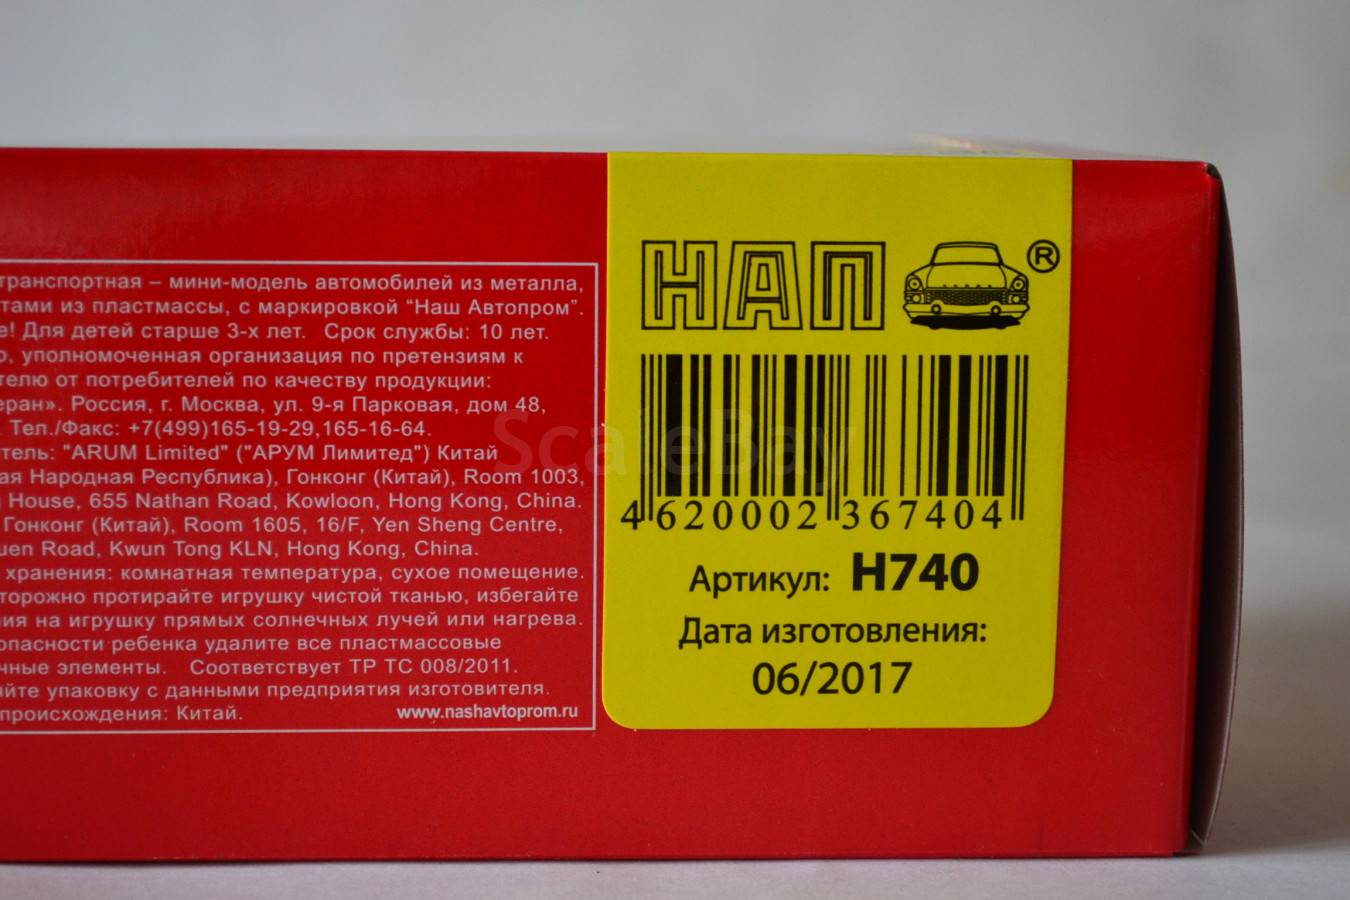 транспортная – мини-модель автомобилей из металла,
тами из пластмассы, с маркировкой “Наш Автопром”.
е! Для детей старше 3-х лет. Срок службы: 10 лет.
о, уполномоченная организация по претензиям к
телю от потребителей по качеству продукции:
еран». Россия, г. Москва, ул. 9-я Парковая, дом 48,
. Тел./Факс: +7(499)165-19-29,165-16-64.
тель: "ARUM Limited" ("АРУМ Лимитед") Китай
ая Народная Республика), Гонконг (Китай), Room 1003,
House, 655 Nathan Road, Kowloon, Hong Kong, China.
Гонконг (Китай), Room 1605, 16/F, Yen Sheng Centre,
uen Road, Kwun Tong KLN, Hong Kong, China.
хранения: комнатная температура, сухое помещение.
торожно протирайте игрушку чистой тканью, избегайте
ия на игрушку прямых солнечных лучей или нагрева.
опасности ребенка удалите все пластмассовые
чные элементы. Соответствует ТР ТС 008/2011.
яйте упаковку с данными предприятия изготовителя.
происхождения: Китай. www.nashavtoprom.ru
НАП ®
4 620002 367404
Артикул: Н740
Дата изготовления:
06/2017
ScaleBay